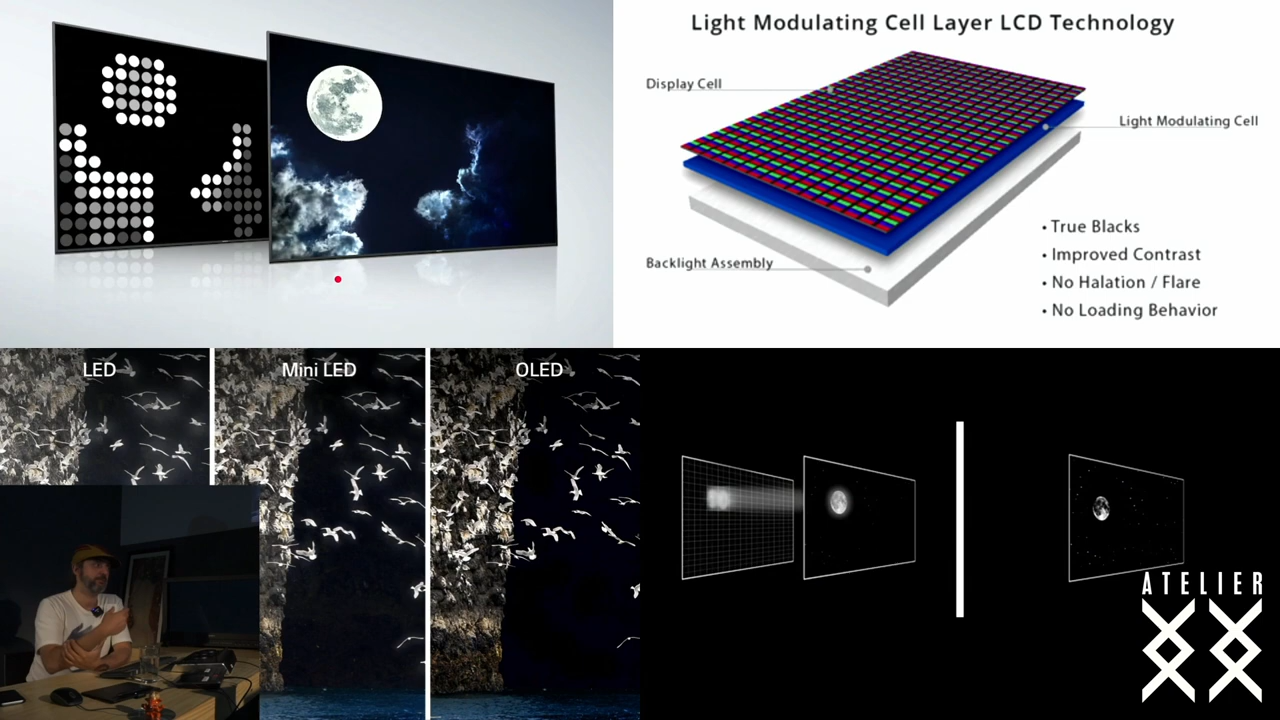 Light Modulating Cell Layer LCD Technology
Display Cell
Light Modulating Cell
Backlight Assembly
• True Blacks
• Improved Contrast
• No Halation / Flare
• No Loading Behavior
LED
Mini LED
OLED
ATELIER
XX